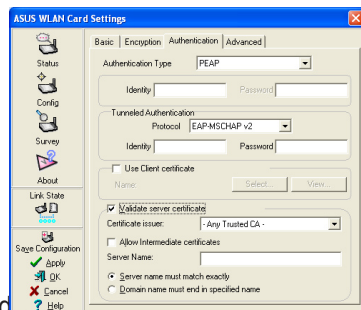 ASUS WLAN Card Settings
Status
Config
Survey
About
Link State
Save Configuration
Apply
OK
Cancel
Help
Basic Encryption Authentication Advanced
Authentication Type PEAP
Identity Password
Tunneled Authentication
Protocol EAP-MSCHAP v2
Identity Password
Use Client certificate
Name: Select... View...
Validate server certificate
Certificate issuer: - Any Trusted CA -
Allow Intermediate certificates
Server Name:
Server name must match exactly
Domain name must end in specified name
d